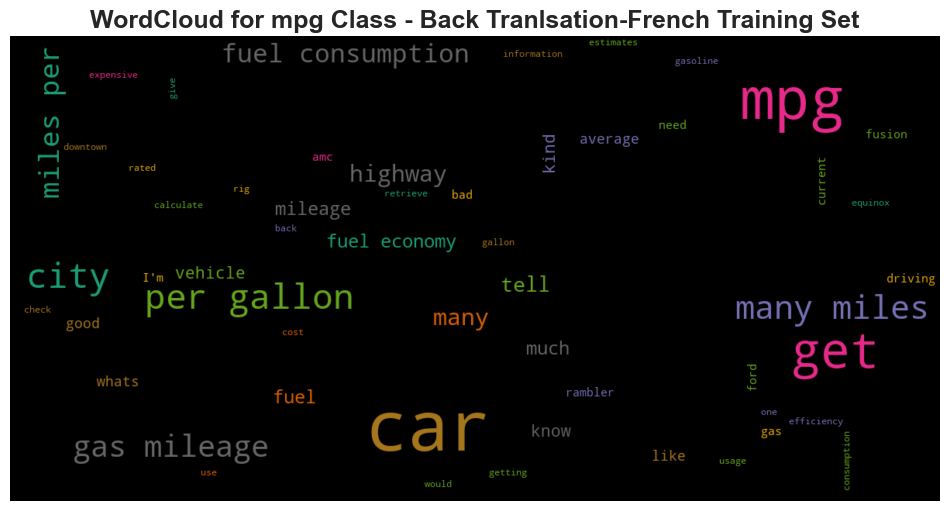 WordCloud for mpg Class - Back Tranlsation-French Training Set
fuel consumption
information
estimates
gasoline
miles per
expensive
give
mpg
need
fusion
average
kind
downtown
rated
amc
highway
current
rig
retrieve
bad
calculate
mileage
equinox
back
fuel economy
gallon
city
I'm
vehicle
tell
driving
per gallon
many miles
check
good
cost
many
get
much
whats
fuel
ford
rambler
car
one
efficiency
gas mileage
know
gas
like
usage
consumption
use
getting
would